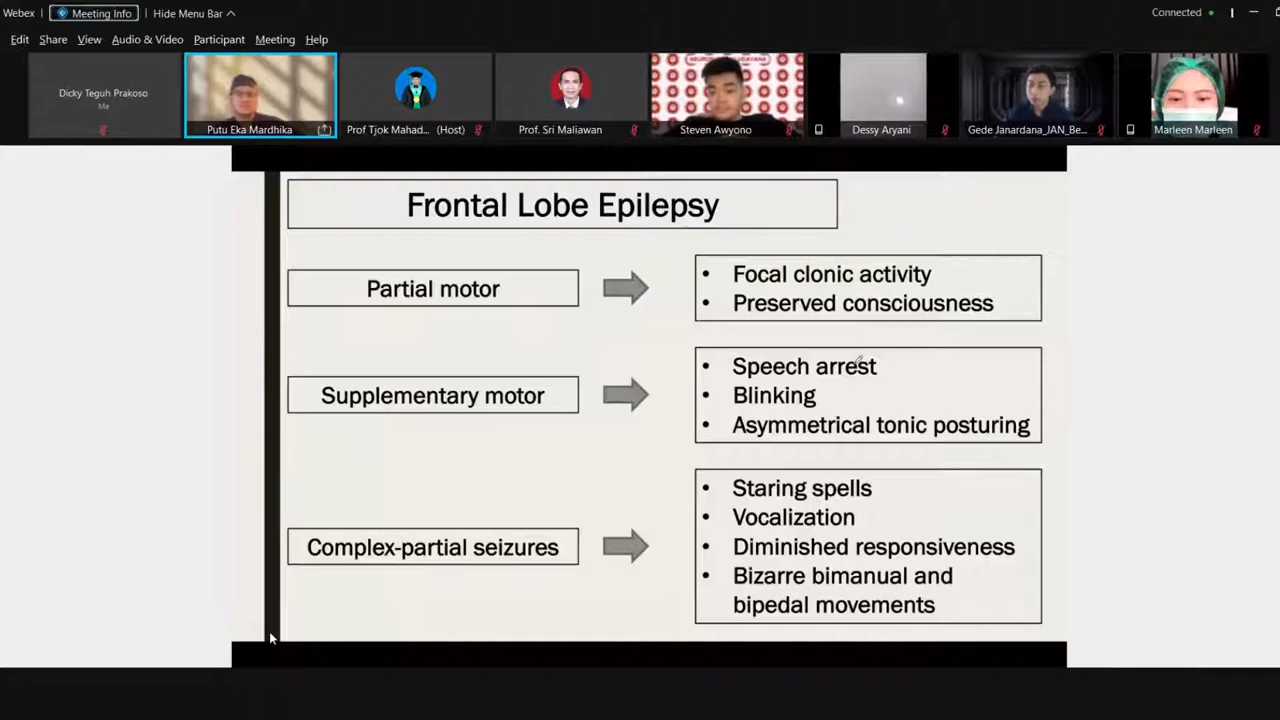 Webex
Meeting Info
Hide Menu Bar
Connected
Edit Share View Audio & Video Participant Meeting Help
Dicky Teguh Prakoso
Me
Putu Eka Mardhika
Prof Tjok Mahad... (Host)
Prof. Sri Maliawan
Steven Awyono
Dessy Aryani
Gede Janardana_JAN_Be...
Marleen Marleen
Frontal Lobe Epilepsy
Partial motor
• Focal clonic activity
• Preserved consciousness
Supplementary motor
• Speech arrest
• Blinking
• Asymmetrical tonic posturing
Complex-partial seizures
• Staring spells
• Vocalization
• Diminished responsiveness
• Bizarre bimanual and
bipedal movements